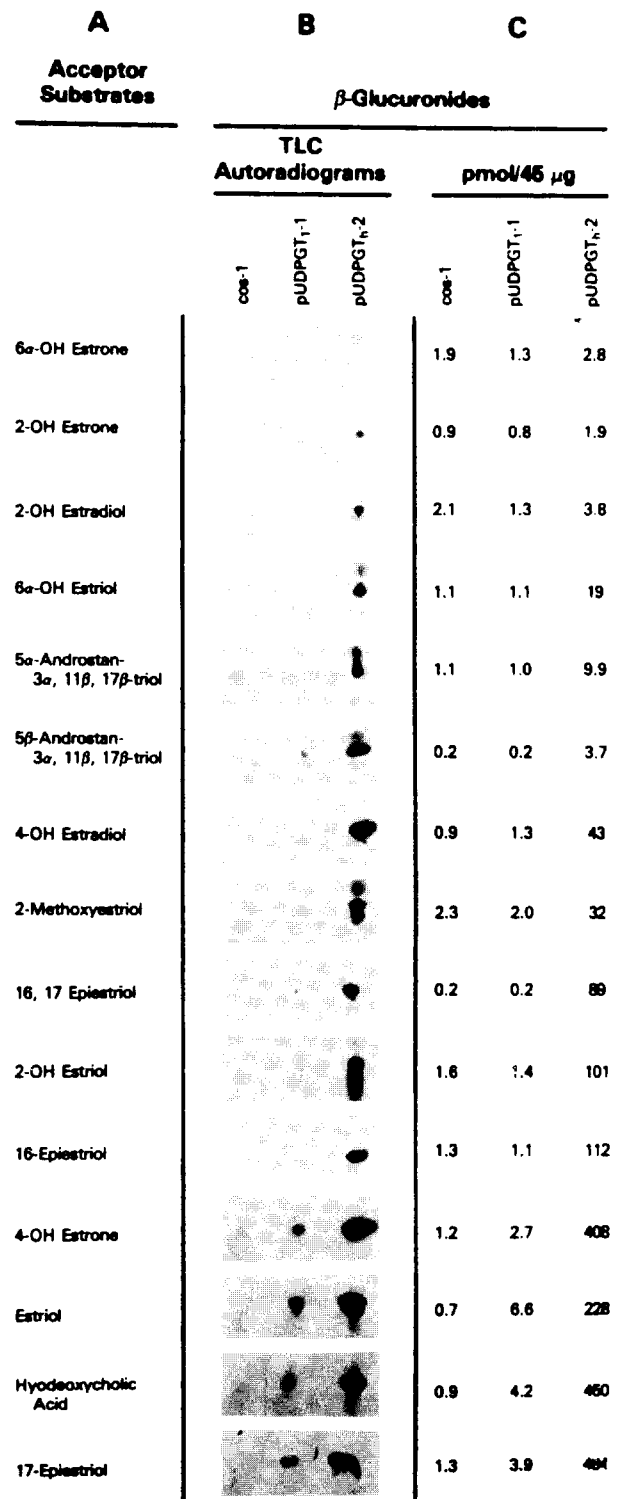 A B C
Acceptor
Substrates
β-Glucuronides
TLC
Autoradiograms
pmol/45 μg
cos-1 pUDPGT₁-1 pUDPGTₕ-2 cos-1 pUDPGT₁-1 pUDPGTₕ-2
6α-OH Estrone 1.9 1.3 2.8
2-OH Estrone 0.9 0.8 1.9
2-OH Estradiol 2.1 1.3 3.8
6α-OH Estriol 1.1 1.1 19
5α-Androstan-
3α, 11β, 17β-triol 1.1 1.0 9.9
5β-Androstan-
3α, 11β, 17β-triol 0.2 0.2 3.7
4-OH Estradiol 0.9 1.3 43
2-Methoxyestriol 2.3 2.0 32
16, 17 Epiestriol 0.2 0.2 89
2-OH Estriol 1.6 1.4 101
16-Epiestriol 1.3 1.1 112
4-OH Estrone 1.2 2.7 408
Estriol 0.7 6.6 228
Hyodeoxycholic
Acid 0.9 4.2 450
17-Epiestriol 1.3 3.9